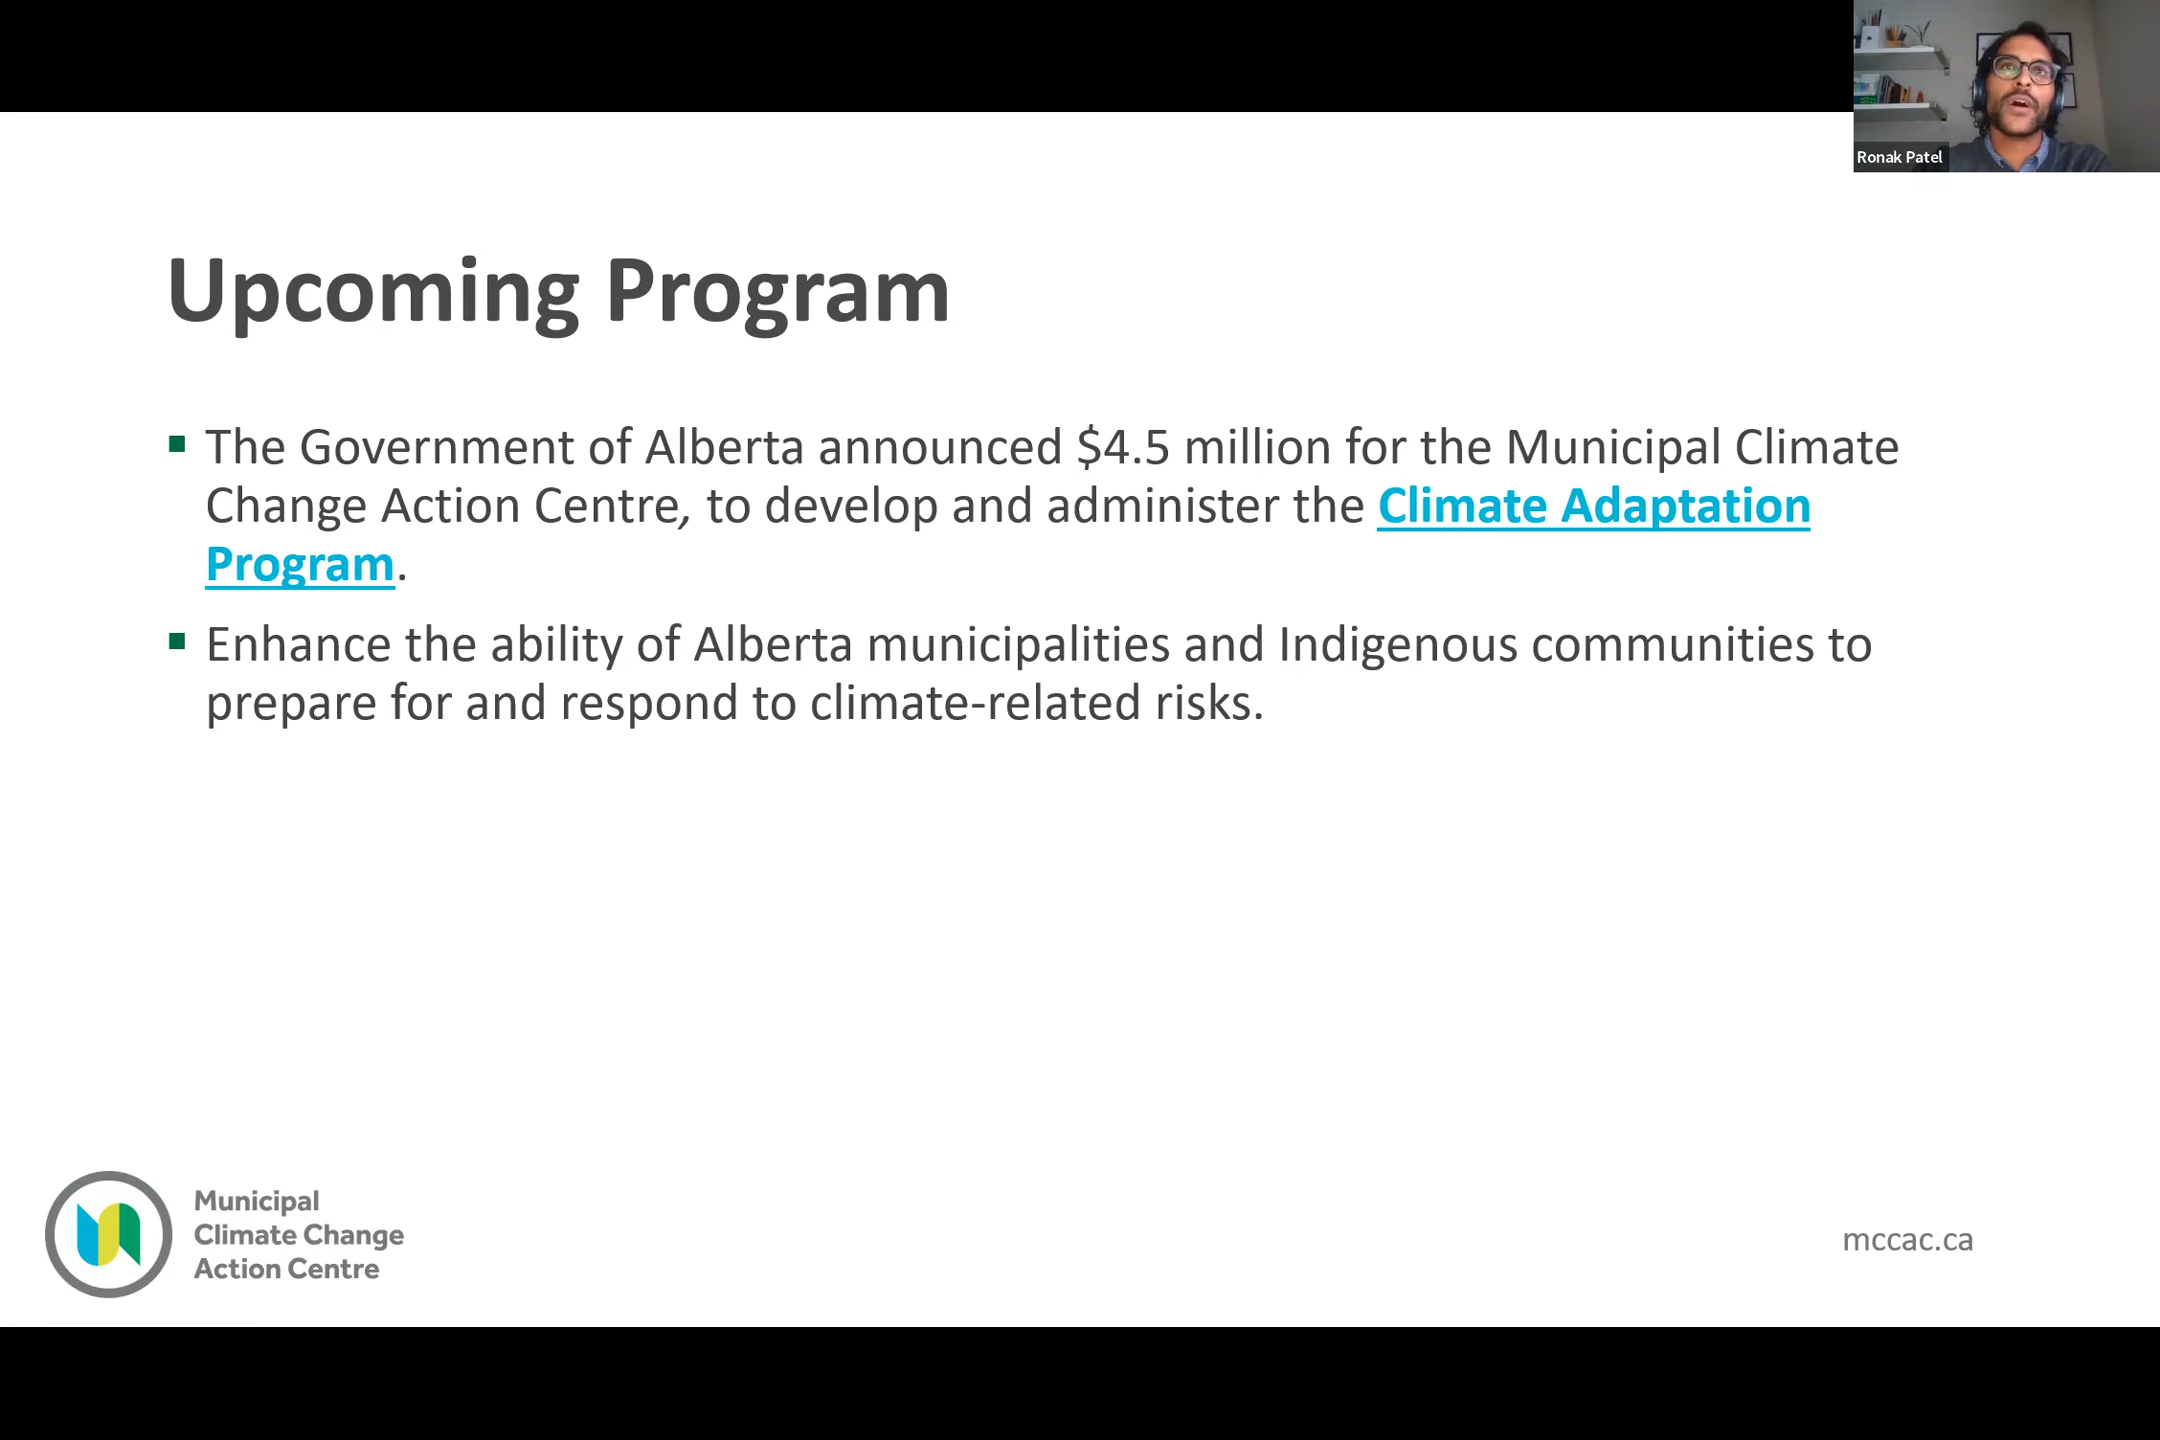 Ronak Patel
Upcoming Program
▪ The Government of Alberta announced $4.5 million for the Municipal Climate
Change Action Centre, to develop and administer the Climate Adaptation
Program.
▪ Enhance the ability of Alberta municipalities and Indigenous communities to
prepare for and respond to climate-related risks.
Municipal
Climate Change
Action Centre
mccac.ca